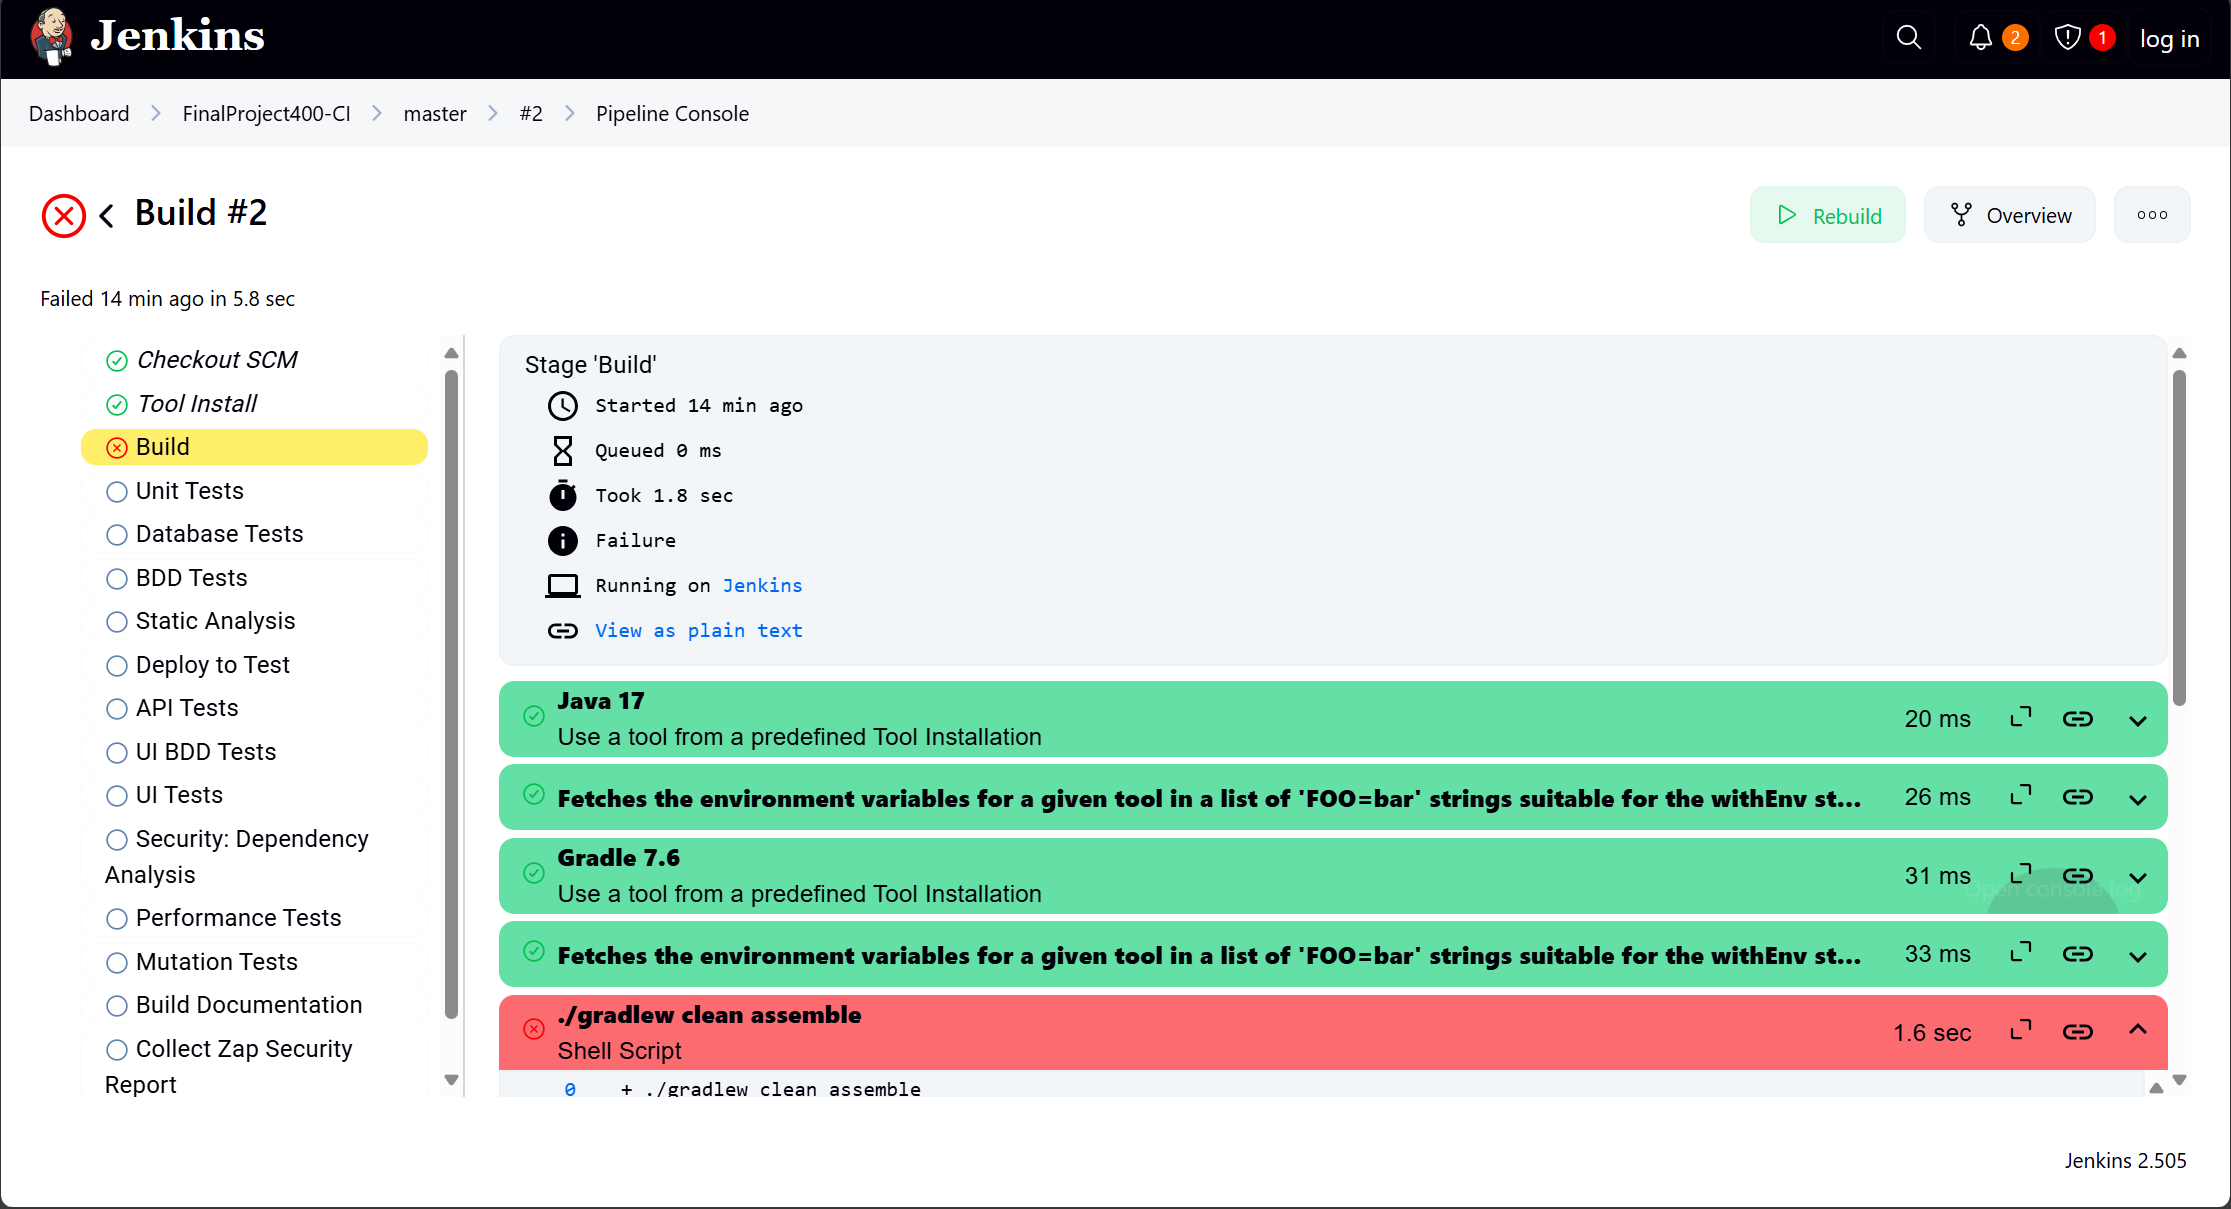 Jenkins
2
1
log in
Dashboard
FinalProject400-CI
master
#2
Pipeline Console
Build #2
Rebuild
Overview
Failed 14 min ago in 5.8 sec
Checkout SCM
Tool Install
Build
Unit Tests
Database Tests
BDD Tests
Static Analysis
Deploy to Test
API Tests
UI BDD Tests
UI Tests
Security: Dependency
Analysis
Performance Tests
Mutation Tests
Build Documentation
Collect Zap Security
Report
Stage 'Build'
Started 14 min ago
Queued 0 ms
Took 1.8 sec
Failure
Running on Jenkins
View as plain text
Java 17
Use a tool from a predefined Tool Installation
20 ms
Fetches the environment variables for a given tool in a list of 'FOO=bar' strings suitable for the withEnv st...
26 ms
Gradle 7.6
Use a tool from a predefined Tool Installation
31 ms
Open console log
Fetches the environment variables for a given tool in a list of 'FOO=bar' strings suitable for the withEnv st...
33 ms
./gradlew clean assemble
Shell Script
1.6 sec
0 + ./gradlew clean assemble
Jenkins 2.505